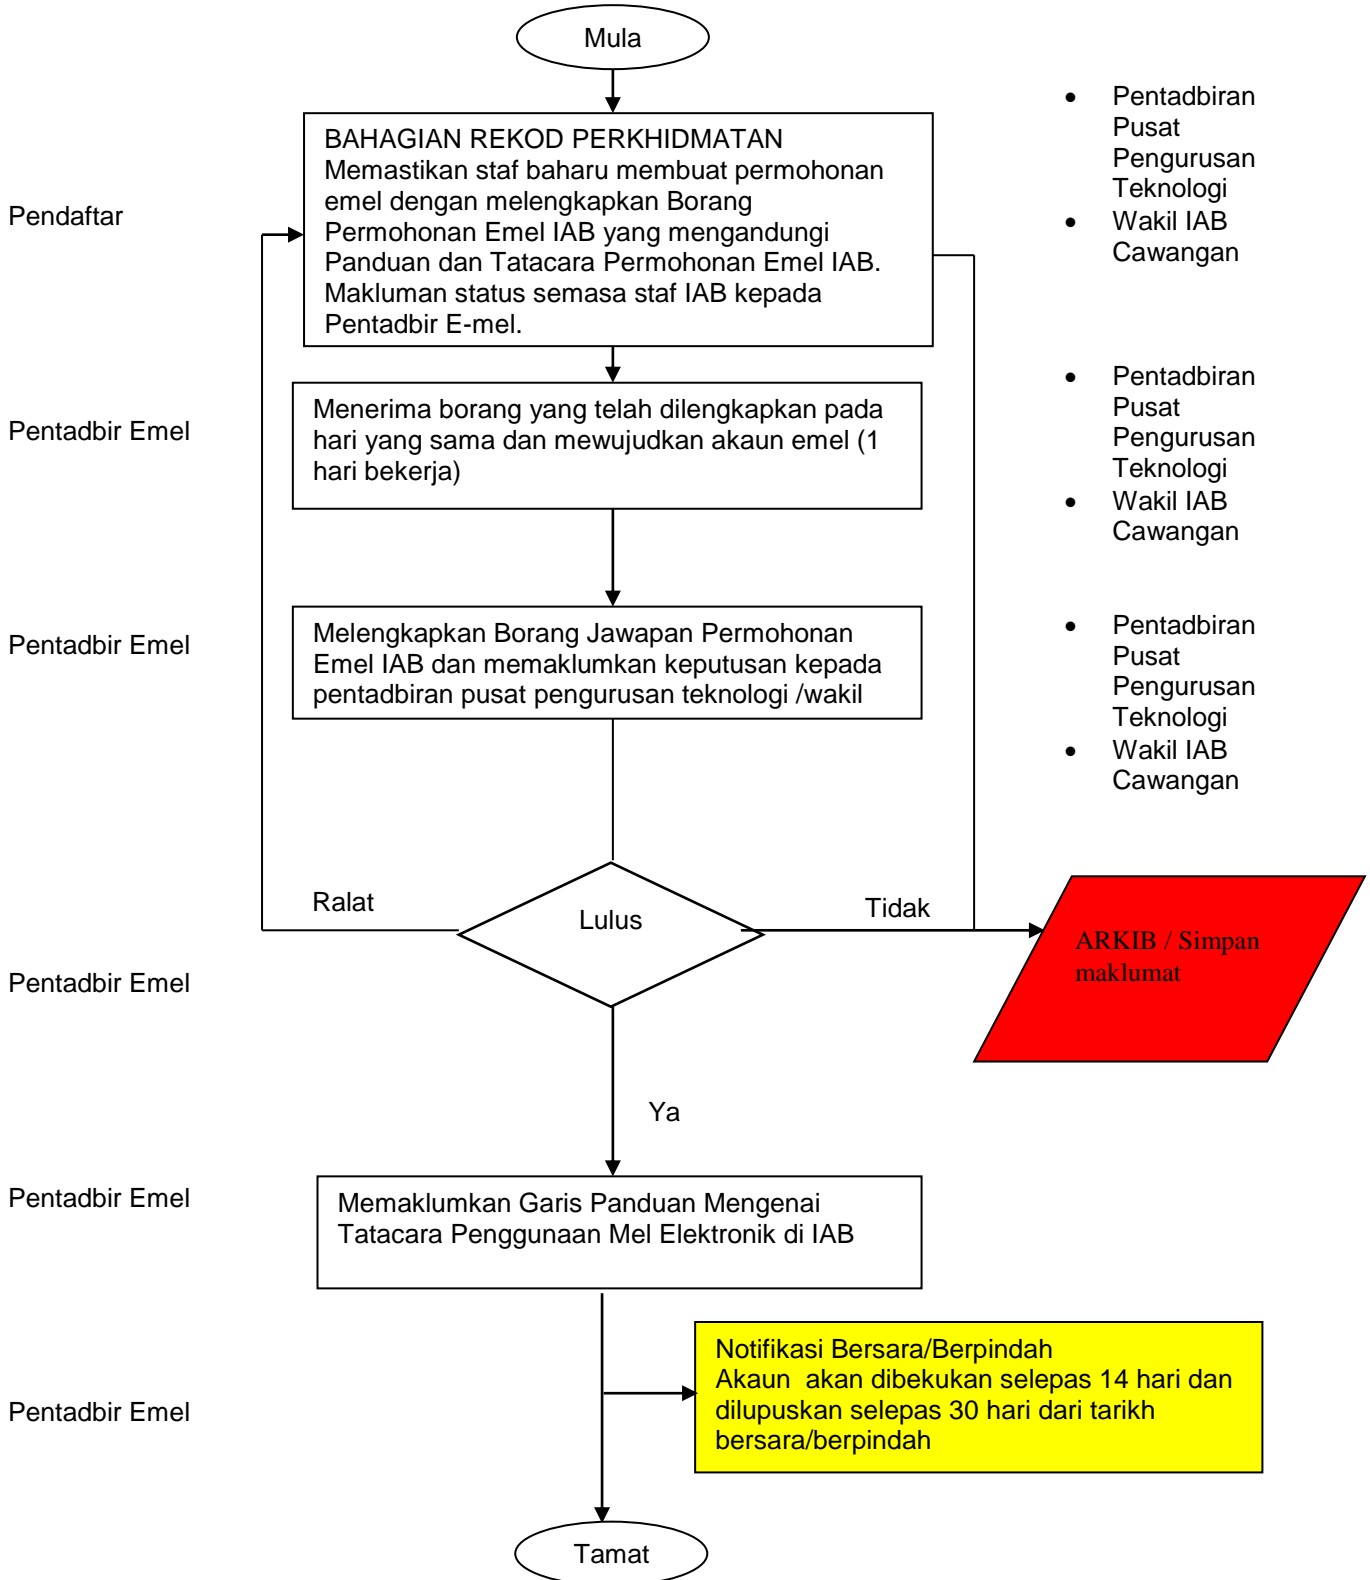 Mula
Pendaftar
BAHAGIAN REKOD PERKHIDMATAN
Memastikan staf baharu membuat permohonan
emel dengan melengkapkan Borang
Permohonan Emel IAB yang mengandungi
Panduan dan Tatacara Permohonan Emel IAB.
Makluman status semasa staf IAB kepada
Pentadbir E-mel.
• Pentadbiran
Pusat
Pengurusan
Teknologi
• Wakil IAB
Cawangan
Pentadbir Emel
Menerima borang yang telah dilengkapkan pada
hari yang sama dan mewujudkan akaun emel (1
hari bekerja)
• Pentadbiran
Pusat
Pengurusan
Teknologi
• Wakil IAB
Cawangan
Pentadbir Emel
Melengkapkan Borang Jawapan Permohonan
Emel IAB dan memaklumkan keputusan kepada
pentadbiran pusat pengurusan teknologi /wakil
• Pentadbiran
Pusat
Pengurusan
Teknologi
• Wakil IAB
Cawangan
Ralat
Lulus
Tidak
ARKIB / Simpan
maklumat
Pentadbir Emel
Ya
Pentadbir Emel
Memaklumkan Garis Panduan Mengenai
Tatacara Penggunaan Mel Elektronik di IAB
Pentadbir Emel
Notifikasi Bersara/Berpindah
Akaun  akan dibekukan selepas 14 hari dan
dilupuskan selepas 30 hari dari tarikh
bersara/berpindah
Tamat